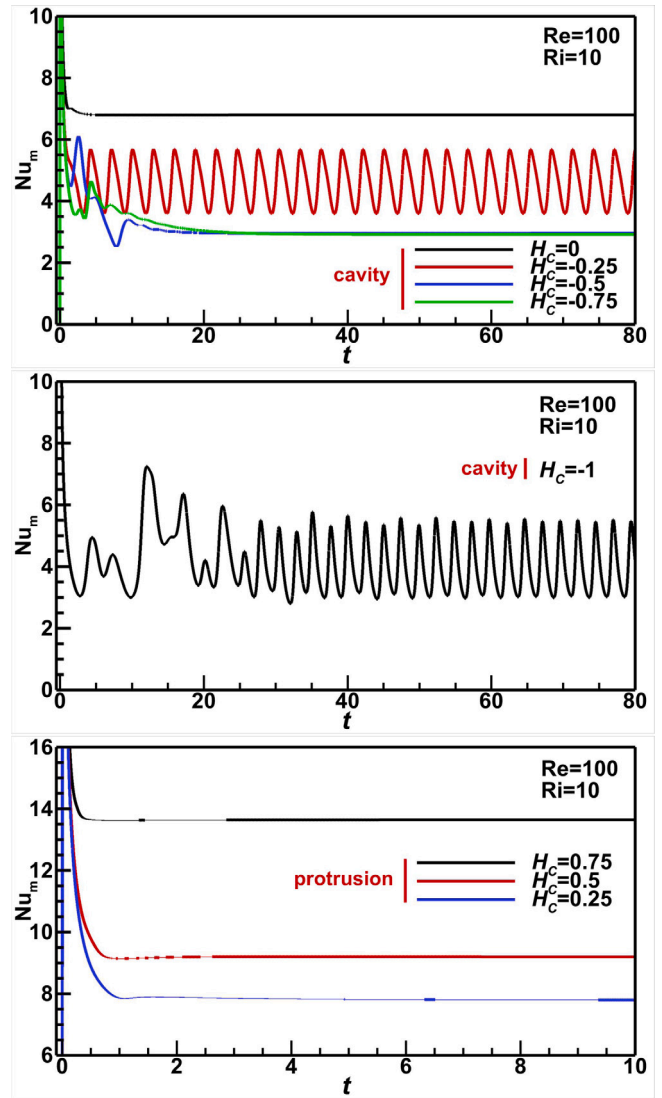 10
8
6
4
2
0
Nu_m
Re=100
Ri=10
cavity
H_C=0
H_C=-0.25
H_C=-0.5
H_C=-0.75
0 20 40 60 80
t
10
8
6
4
2
0
Nu_m
Re=100
Ri=10
cavity H_C=-1
0 20 40 60 80
t
16
14
12
10
8
6
Nu_m
Re=100
Ri=10
protrusion
H_C=0.75
H_C=0.5
H_C=0.25
0 2 4 6 8 10
t